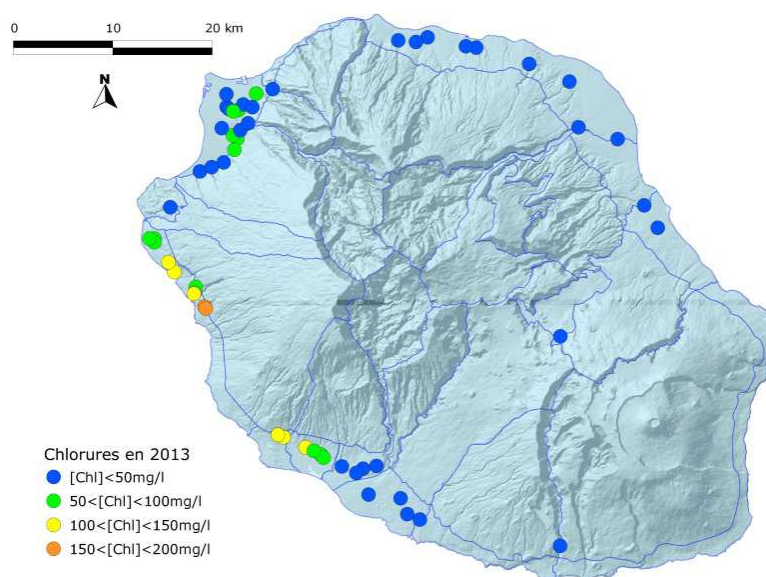 0 10 20 km
N
Chlorures en 2013
[Chl]<50mg/l
50<[Chl]<100mg/l
100<[Chl]<150mg/l
150<[Chl]<200mg/l